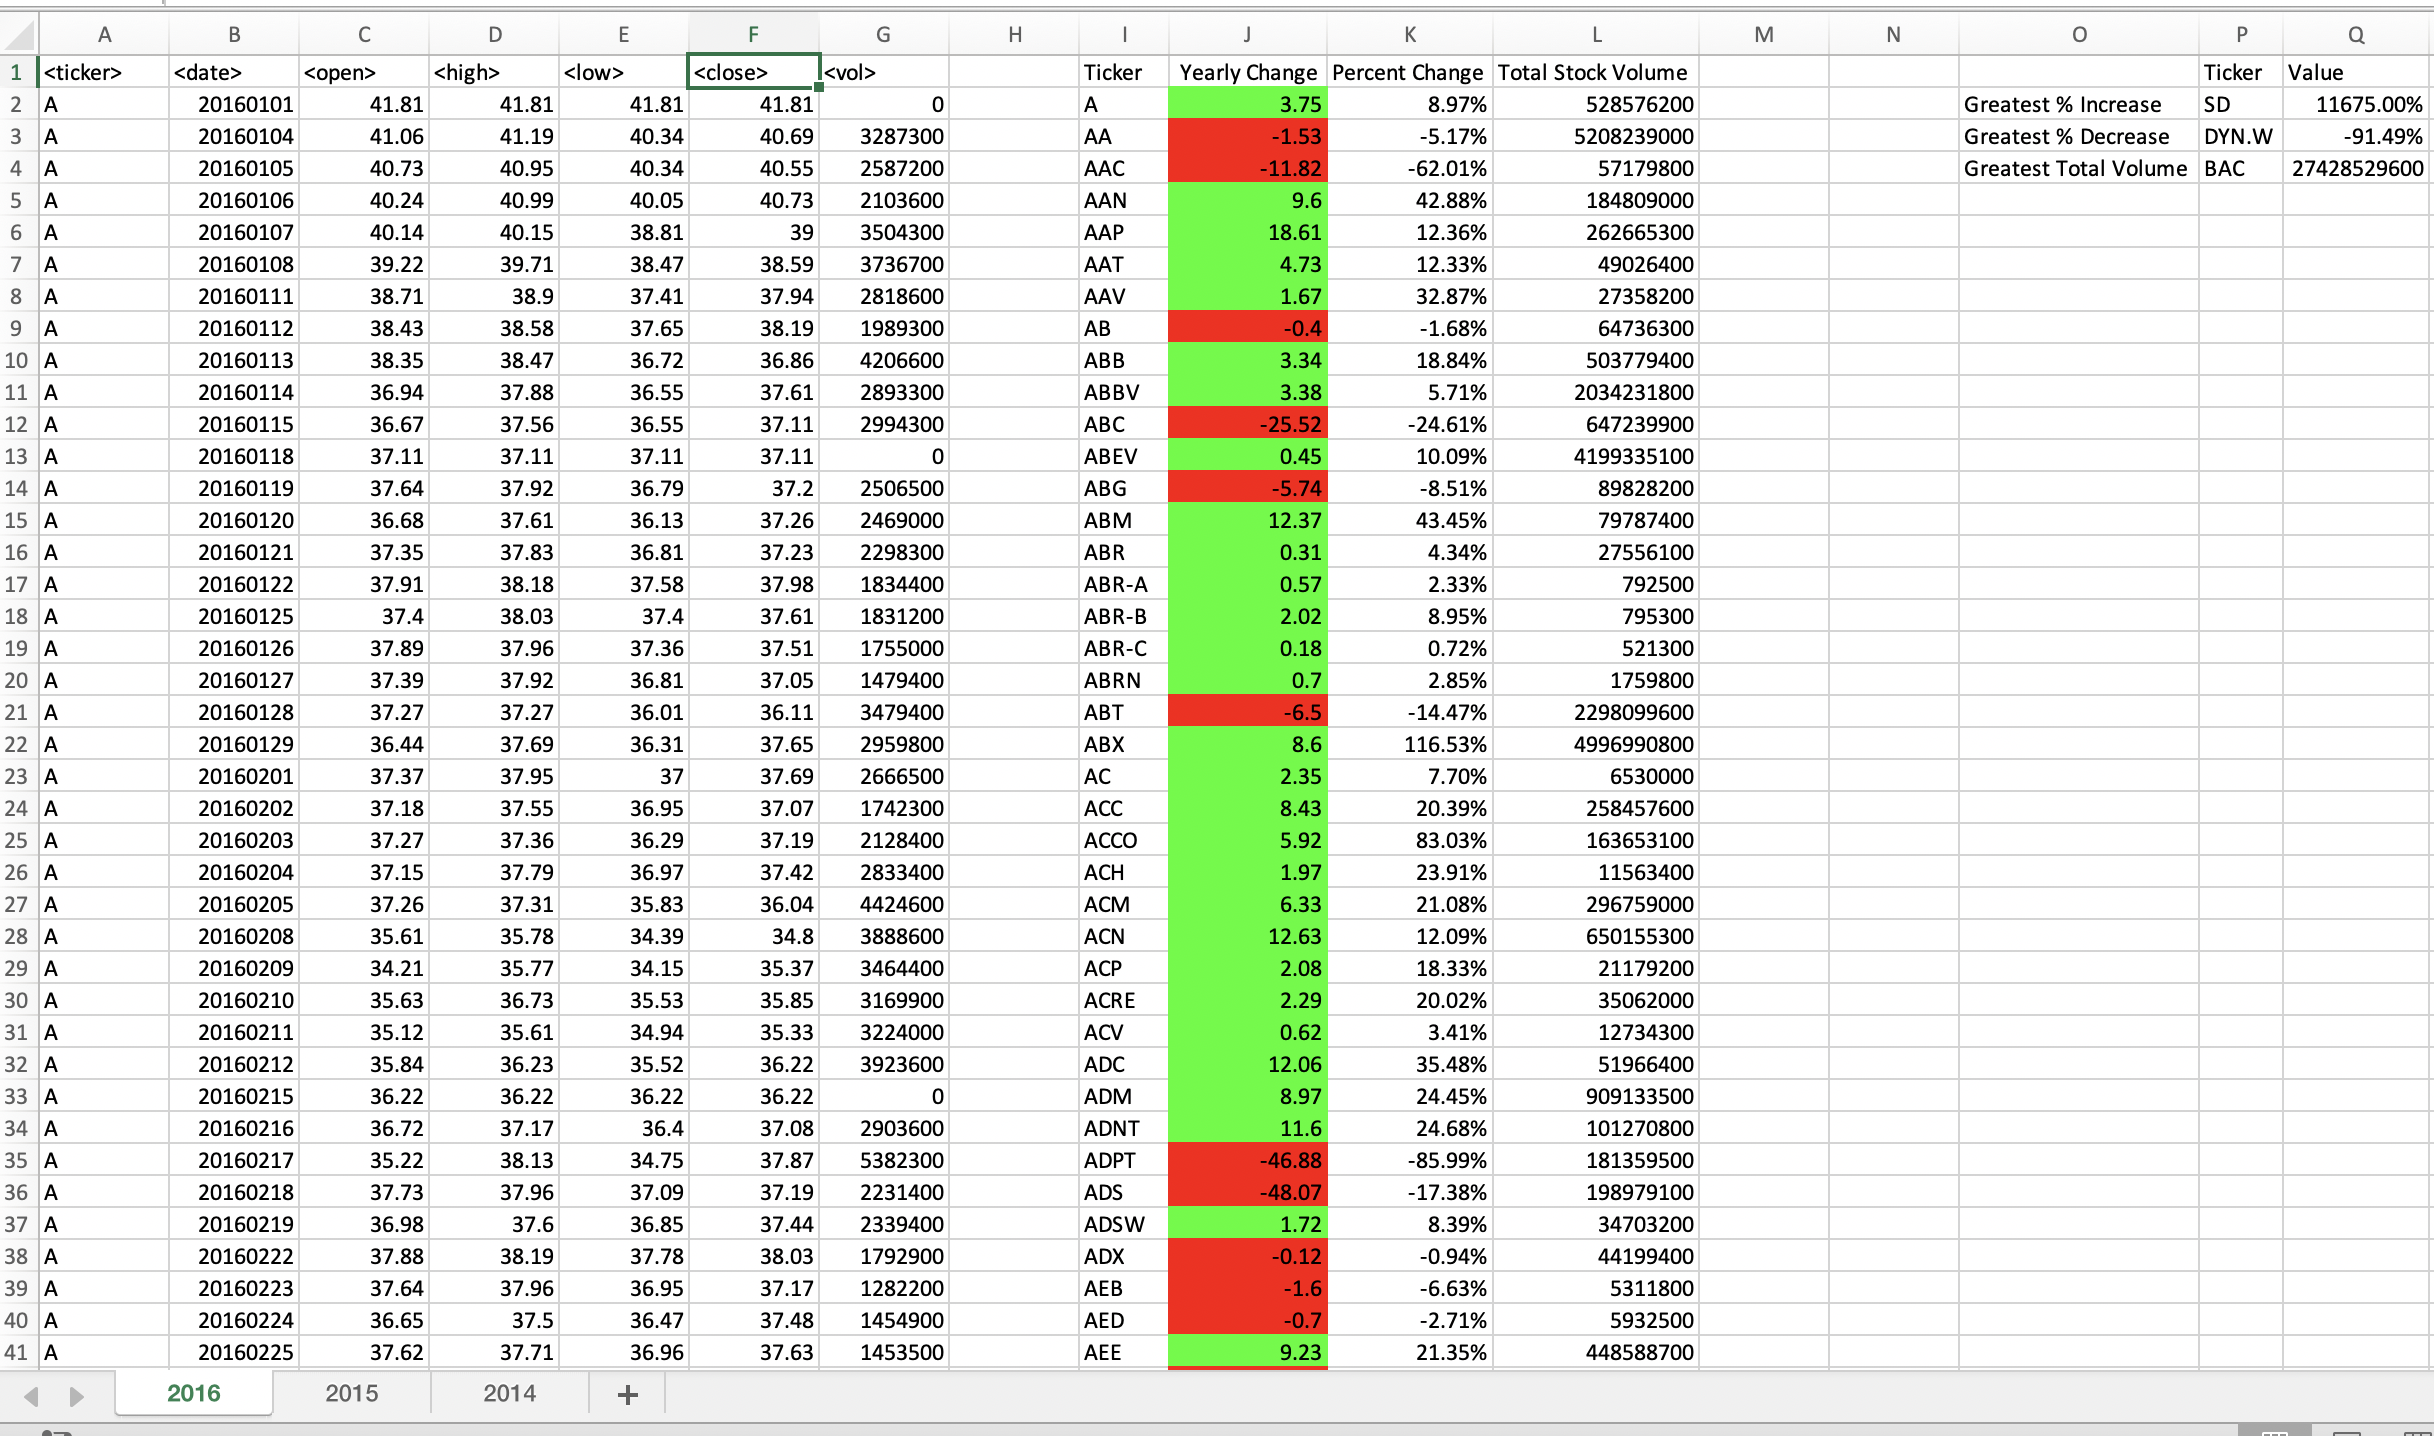 A B C D E F G H I J K L M N O P Q
1 <ticker> <date> <open> <high> <low> <close> <vol> Ticker Yearly Change Percent Change Total Stock Volume Ticker Value
2 A 20160101 41.81 41.81 41.81 41.81 0 A 3.75 8.97% 528576200 Greatest % Increase SD 11675.00%
3 A 20160104 41.06 41.19 40.34 40.69 3287300 AA -1.53 -5.17% 5208239000 Greatest % Decrease DYN.W -91.49%
4 A 20160105 40.73 40.95 40.34 40.55 2587200 AAC -11.82 -62.01% 57179800 Greatest Total Volume BAC 27428529600
5 A 20160106 40.24 40.99 40.05 40.73 2103600 AAN 9.6 42.88% 184809000
6 A 20160107 40.14 40.15 38.81 39 3504300 AAP 18.61 12.36% 262665300
7 A 20160108 39.22 39.71 38.47 38.59 3736700 AAT 4.73 12.33% 49026400
8 A 20160111 38.71 38.9 37.41 37.94 2818600 AAV 1.67 32.87% 27358200
9 A 20160112 38.43 38.58 37.65 38.19 1989300 AB -0.4 -1.68% 64736300
10 A 20160113 38.35 38.47 36.72 36.86 4206600 ABB 3.34 18.84% 503779400
11 A 20160114 36.94 37.88 36.55 37.61 2893300 ABBV 3.38 5.71% 2034231800
12 A 20160115 36.67 37.56 36.55 37.11 2994300 ABC -25.52 -24.61% 647239900
13 A 20160118 37.11 37.11 37.11 37.11 0 ABEV 0.45 10.09% 4199335100
14 A 20160119 37.64 37.92 36.79 37.2 2506500 ABG -5.74 -8.51% 89828200
15 A 20160120 36.68 37.61 36.13 37.26 2469000 ABM 12.37 43.45% 79787400
16 A 20160121 37.35 37.83 36.81 37.23 2298300 ABR 0.31 4.34% 27556100
17 A 20160122 37.91 38.18 37.58 37.98 1834400 ABR-A 0.57 2.33% 792500
18 A 20160125 37.4 38.03 37.4 37.61 1831200 ABR-B 2.02 8.95% 795300
19 A 20160126 37.89 37.96 37.36 37.51 1755000 ABR-C 0.18 0.72% 521300
20 A 20160127 37.39 37.92 36.81 37.05 1479400 ABRN 0.7 2.85% 1759800
21 A 20160128 37.27 37.27 36.01 36.11 3479400 ABT -6.5 -14.47% 2298099600
22 A 20160129 36.44 37.69 36.31 37.65 2959800 ABX 8.6 116.53% 4996990800
23 A 20160201 37.37 37.95 37 37.69 2666500 AC 2.35 7.70% 6530000
24 A 20160202 37.18 37.55 36.95 37.07 1742300 ACC 8.43 20.39% 258457600
25 A 20160203 37.27 37.36 36.29 37.19 2128400 ACCO 5.92 83.03% 163653100
26 A 20160204 37.15 37.79 36.97 37.42 2833400 ACH 1.97 23.91% 11563400
27 A 20160205 37.26 37.31 35.83 36.04 4424600 ACM 6.33 21.08% 296759000
28 A 20160208 35.61 35.78 34.39 34.8 3888600 ACN 12.63 12.09% 650155300
29 A 20160209 34.21 35.77 34.15 35.37 3464400 ACP 2.08 18.33% 21179200
30 A 20160210 35.63 36.73 35.53 35.85 3169900 ACRE 2.29 20.02% 35062000
31 A 20160211 35.12 35.61 34.94 35.33 3224000 ACV 0.62 3.41% 12734300
32 A 20160212 35.84 36.23 35.52 36.22 3923600 ADC 12.06 35.48% 51966400
33 A 20160215 36.22 36.22 36.22 36.22 0 ADM 8.97 24.45% 909133500
34 A 20160216 36.72 37.17 36.4 37.08 2903600 ADNT 11.6 24.68% 101270800
35 A 20160217 35.22 38.13 34.75 37.87 5382300 ADPT -46.88 -85.99% 181359500
36 A 20160218 37.73 37.96 37.09 37.19 2231400 ADS -48.07 -17.38% 198979100
37 A 20160219 36.98 37.6 36.85 37.44 2339400 ADSW 1.72 8.39% 34703200
38 A 20160222 37.88 38.19 37.78 38.03 1792900 ADX -0.12 -0.94% 44199400
39 A 20160223 37.64 37.96 36.95 37.17 1282200 AEB -1.6 -6.63% 5311800
40 A 20160224 36.65 37.5 36.47 37.48 1454900 AED -0.7 -2.71% 5932500
41 A 20160225 37.62 37.71 36.96 37.63 1453500 AEE 9.23 21.35% 448588700
2016 2015 2014 +